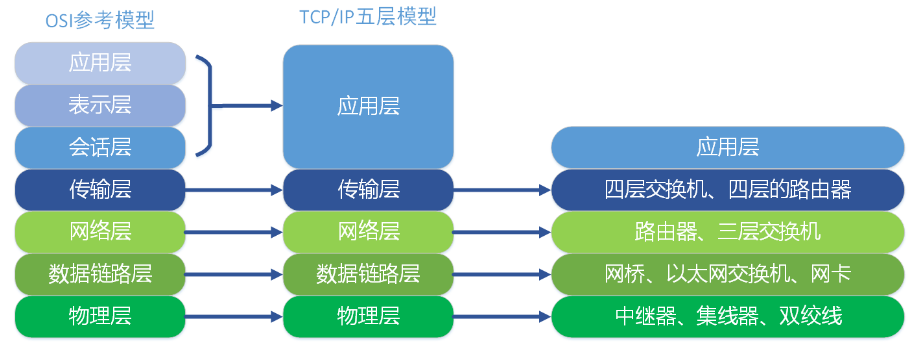 OSI参考模型
TCP/IP五层模型
应用层
表示层
会话层
传输层
网络层
数据链路层
物理层
应用层
传输层
网络层
数据链路层
物理层
应用层
四层交换机、四层的路由器
路由器、三层交换机
网桥、以太网交换机、网卡
中继器、集线器、双绞线